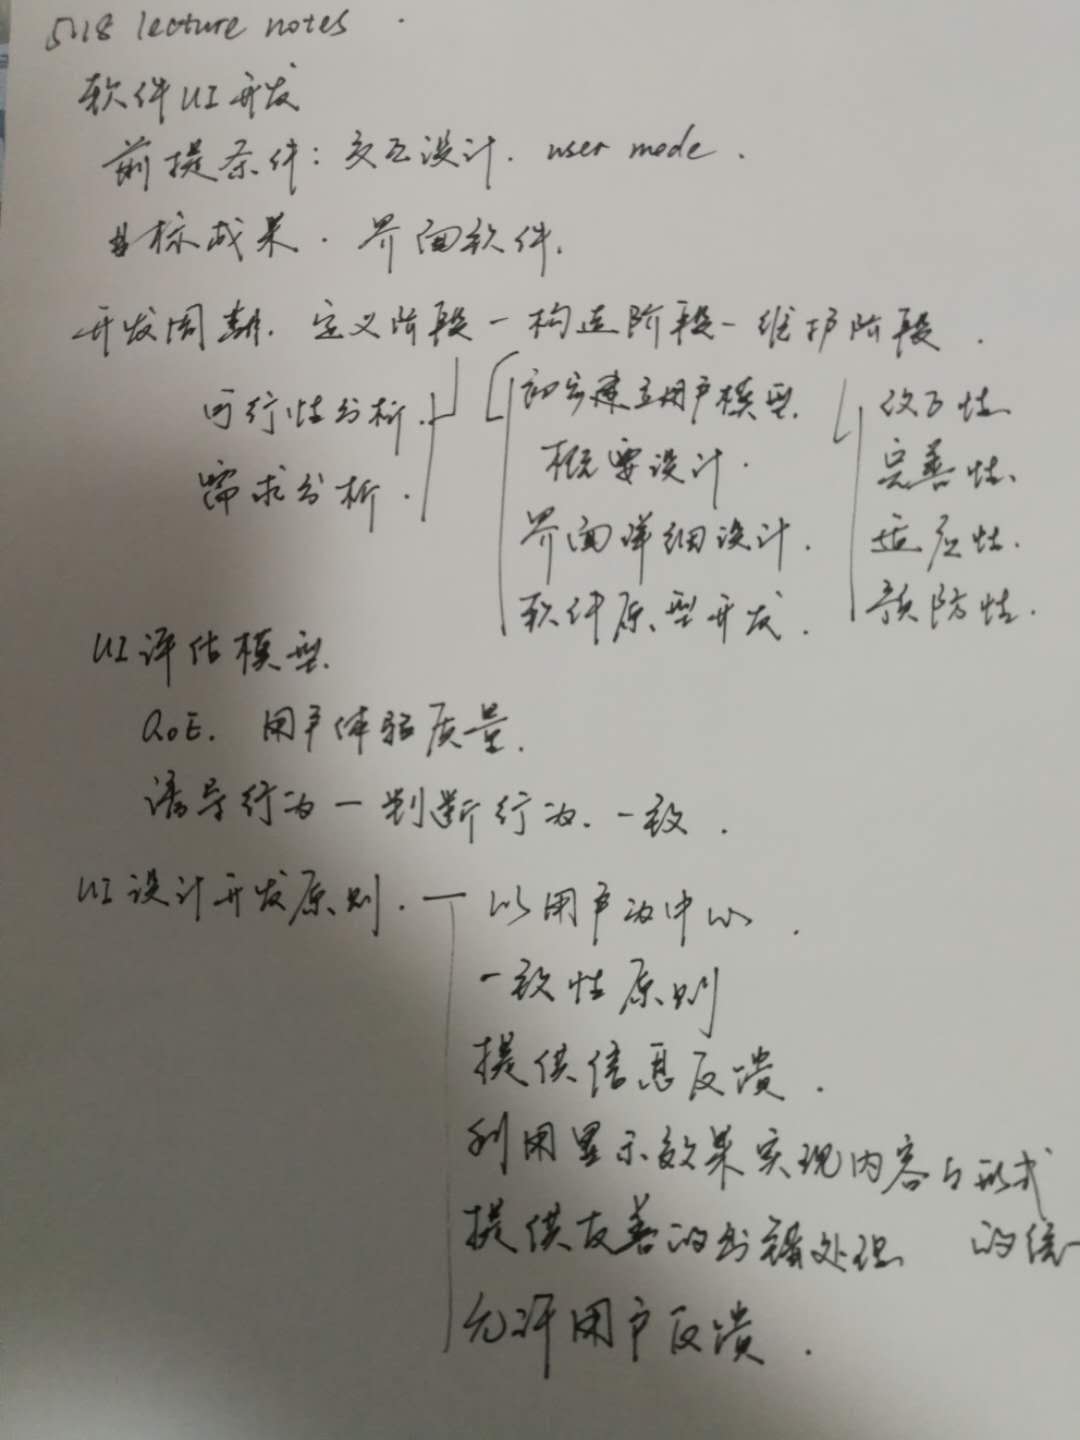 5.18 lecture notes
软件UI开发
前提条件：交互设计. user mode.
目标成果. 界面软件.
开发周期. 定义阶段-构造阶段-维护阶段.
可行性分析.
需求分析.
初步建立用户模型.
概要设计.
界面详细设计.
软件原型开发.
改正性.
完善性.
适应性.
预防性.
UI评估模型.
QoE. 用户体验质量.
诱导行为-判断行为.一致.
UI设计开发原则. — 以用户为中心.
一致性原则
提供信息反馈.
利用显示效果实现内容与形式
的统一
提供友善的出错处理
允许用户反馈.